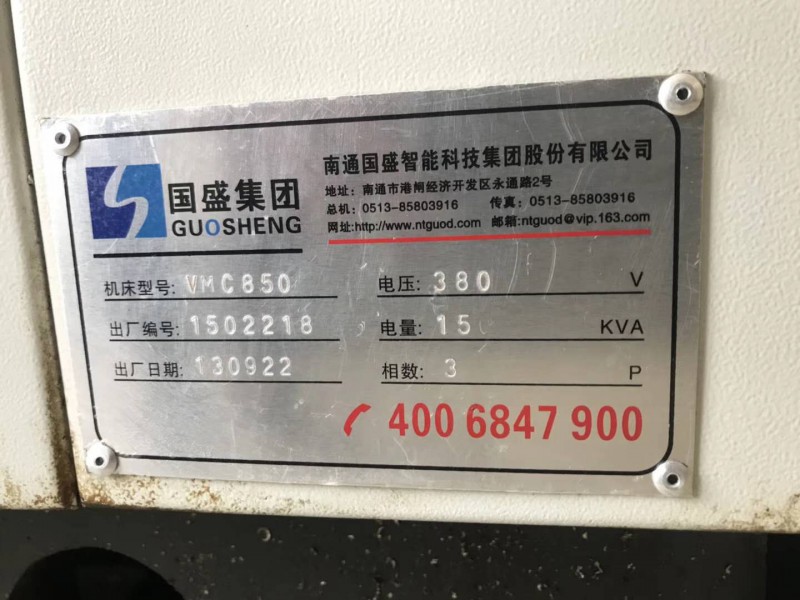 国盛集团
GUOSHENG
南通国盛智能科技集团股份有限公司
地址: 南通市港闸经济开发区永通路2号
总机: 0513-85803916 传真: 0513-85803916
网址:http://www.ntguod.com 邮箱:ntguod@vip.163.com
机床型号: VMC850
电压: 380 V
出厂编号: 1502218
电量: 15 KVA
出厂日期: 130922
相数: 3 P
400 6847 900